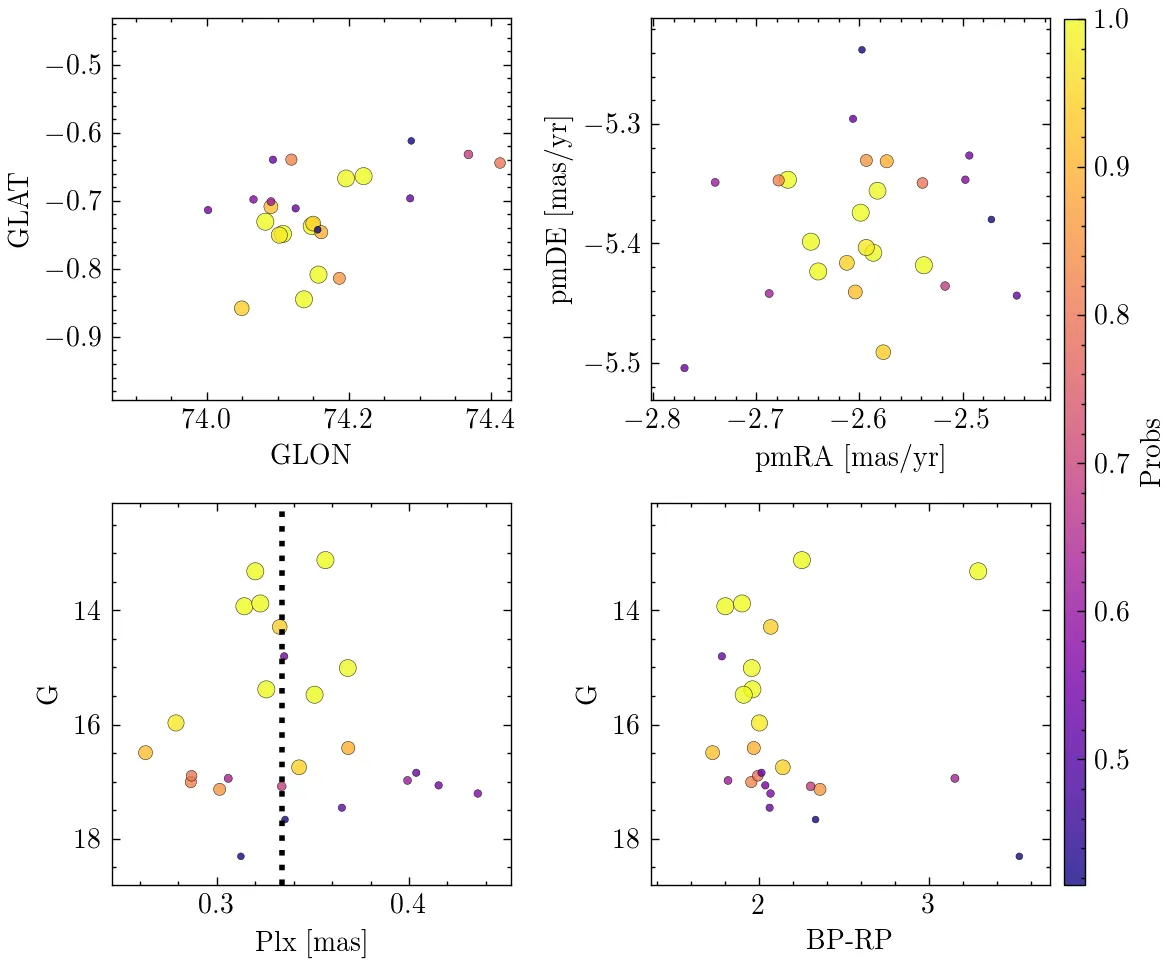 −0.5
−0.6
−0.7
−0.8
−0.9
GLAT
74.0 74.2 74.4
GLON
−5.3
−5.4
−5.5
pmDE [mas/yr]
−2.8 −2.7 −2.6 −2.5
pmRA [mas/yr]
1.0
0.9
0.8
0.7
0.6
0.5
Probs
14
16
18
G
0.3 0.4
Plx [mas]
14
16
18
G
2 3
BP-RP